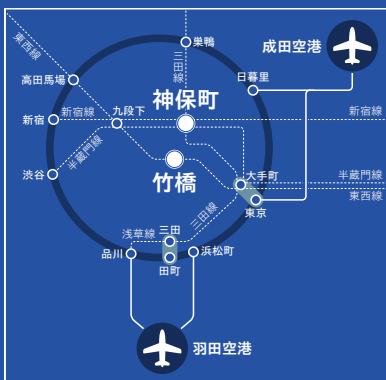 成田空港
東西線
巣鴨
三田線
高田馬場
日暮里
神保町
新宿
新宿線
九段下
新宿線
半蔵門線
竹橋
渋谷
大手町
半蔵門線
東西線
東京
三田線
浅草線
三田
品川
田町
浜松町
羽田空港